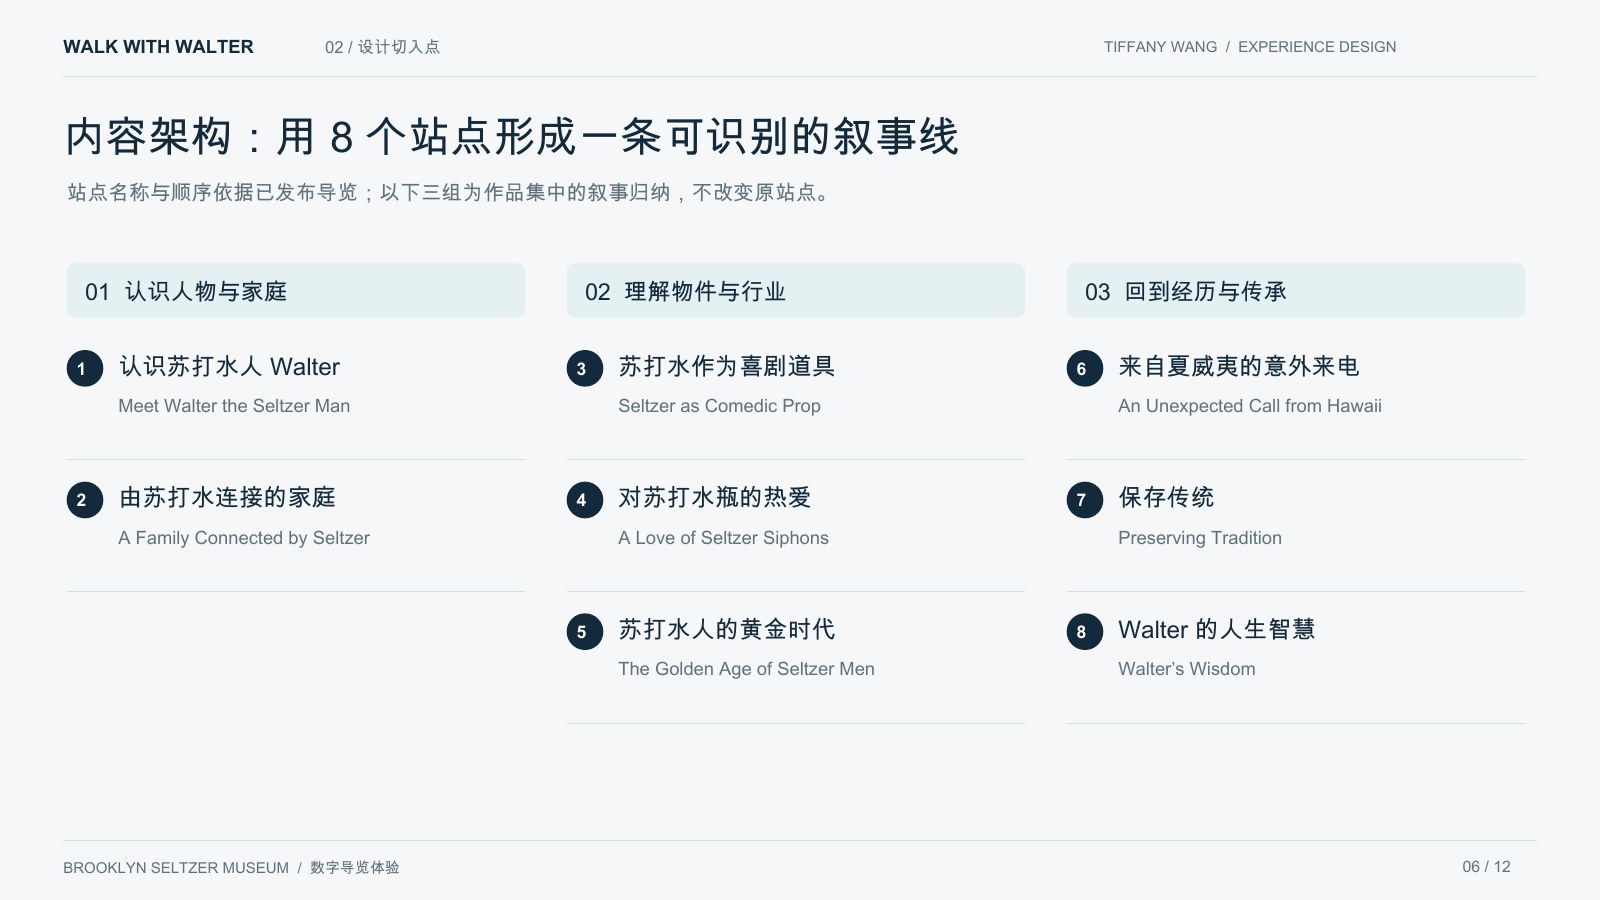 WALK WITH WALTER
02 / 设计切入点
TIFFANY WANG / EXPERIENCE DESIGN
内容架构：用 8 个站点形成一条可识别的叙事线
站点名称与顺序依据已发布导览；以下三组为作品集中的叙事归纳，不改变原站点。
01 认识人物与家庭
1 认识苏打水人 Walter
Meet Walter the Seltzer Man
2 由苏打水连接的家庭
A Family Connected by Seltzer
02 理解物件与行业
3 苏打水作为喜剧道具
Seltzer as Comedic Prop
4 对苏打水瓶的热爱
A Love of Seltzer Siphons
5 苏打水人的黄金时代
The Golden Age of Seltzer Men
03 回到经历与传承
6 来自夏威夷的意外来电
An Unexpected Call from Hawaii
7 保存传统
Preserving Tradition
8 Walter 的人生智慧
Walter’s Wisdom
BROOKLYN SELTZER MUSEUM / 数字导览体验
06 / 12